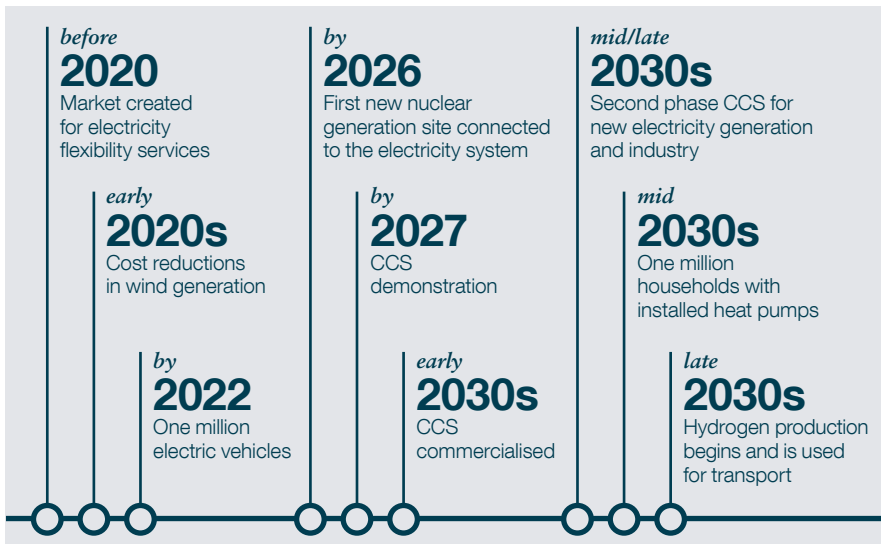 before
2020
Market created
for electricity
flexibility services
early
2020s
Cost reductions
in wind generation
by
2022
One million
electric vehicles
by
2026
First new nuclear
generation site connected
to the electricity system
by
2027
CCS
demonstration
early
2030s
CCS
commercialised
mid/late
2030s
Second phase CCS for
new electricity generation
and industry
mid
2030s
One million
households with
installed heat pumps
late
2030s
Hydrogen production
begins and is used
for transport